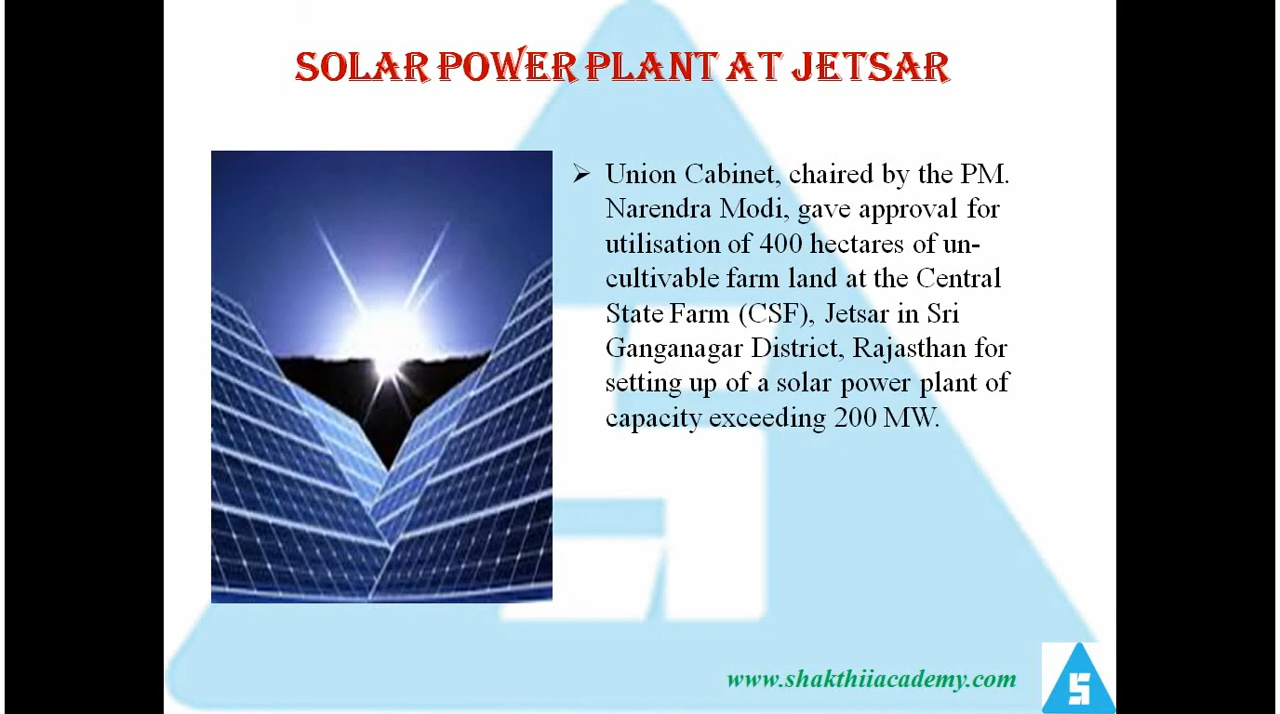 SOLAR POWER PLANT AT JETSAR
➢ Union Cabinet, chaired by the PM.
Narendra Modi, gave approval for
utilisation of 400 hectares of un-
cultivable farm land at the Central
State Farm (CSF), Jetsar in Sri
Ganganagar District, Rajasthan for
setting up of a solar power plant of
capacity exceeding 200 MW.
www.shakthiiacademy.com